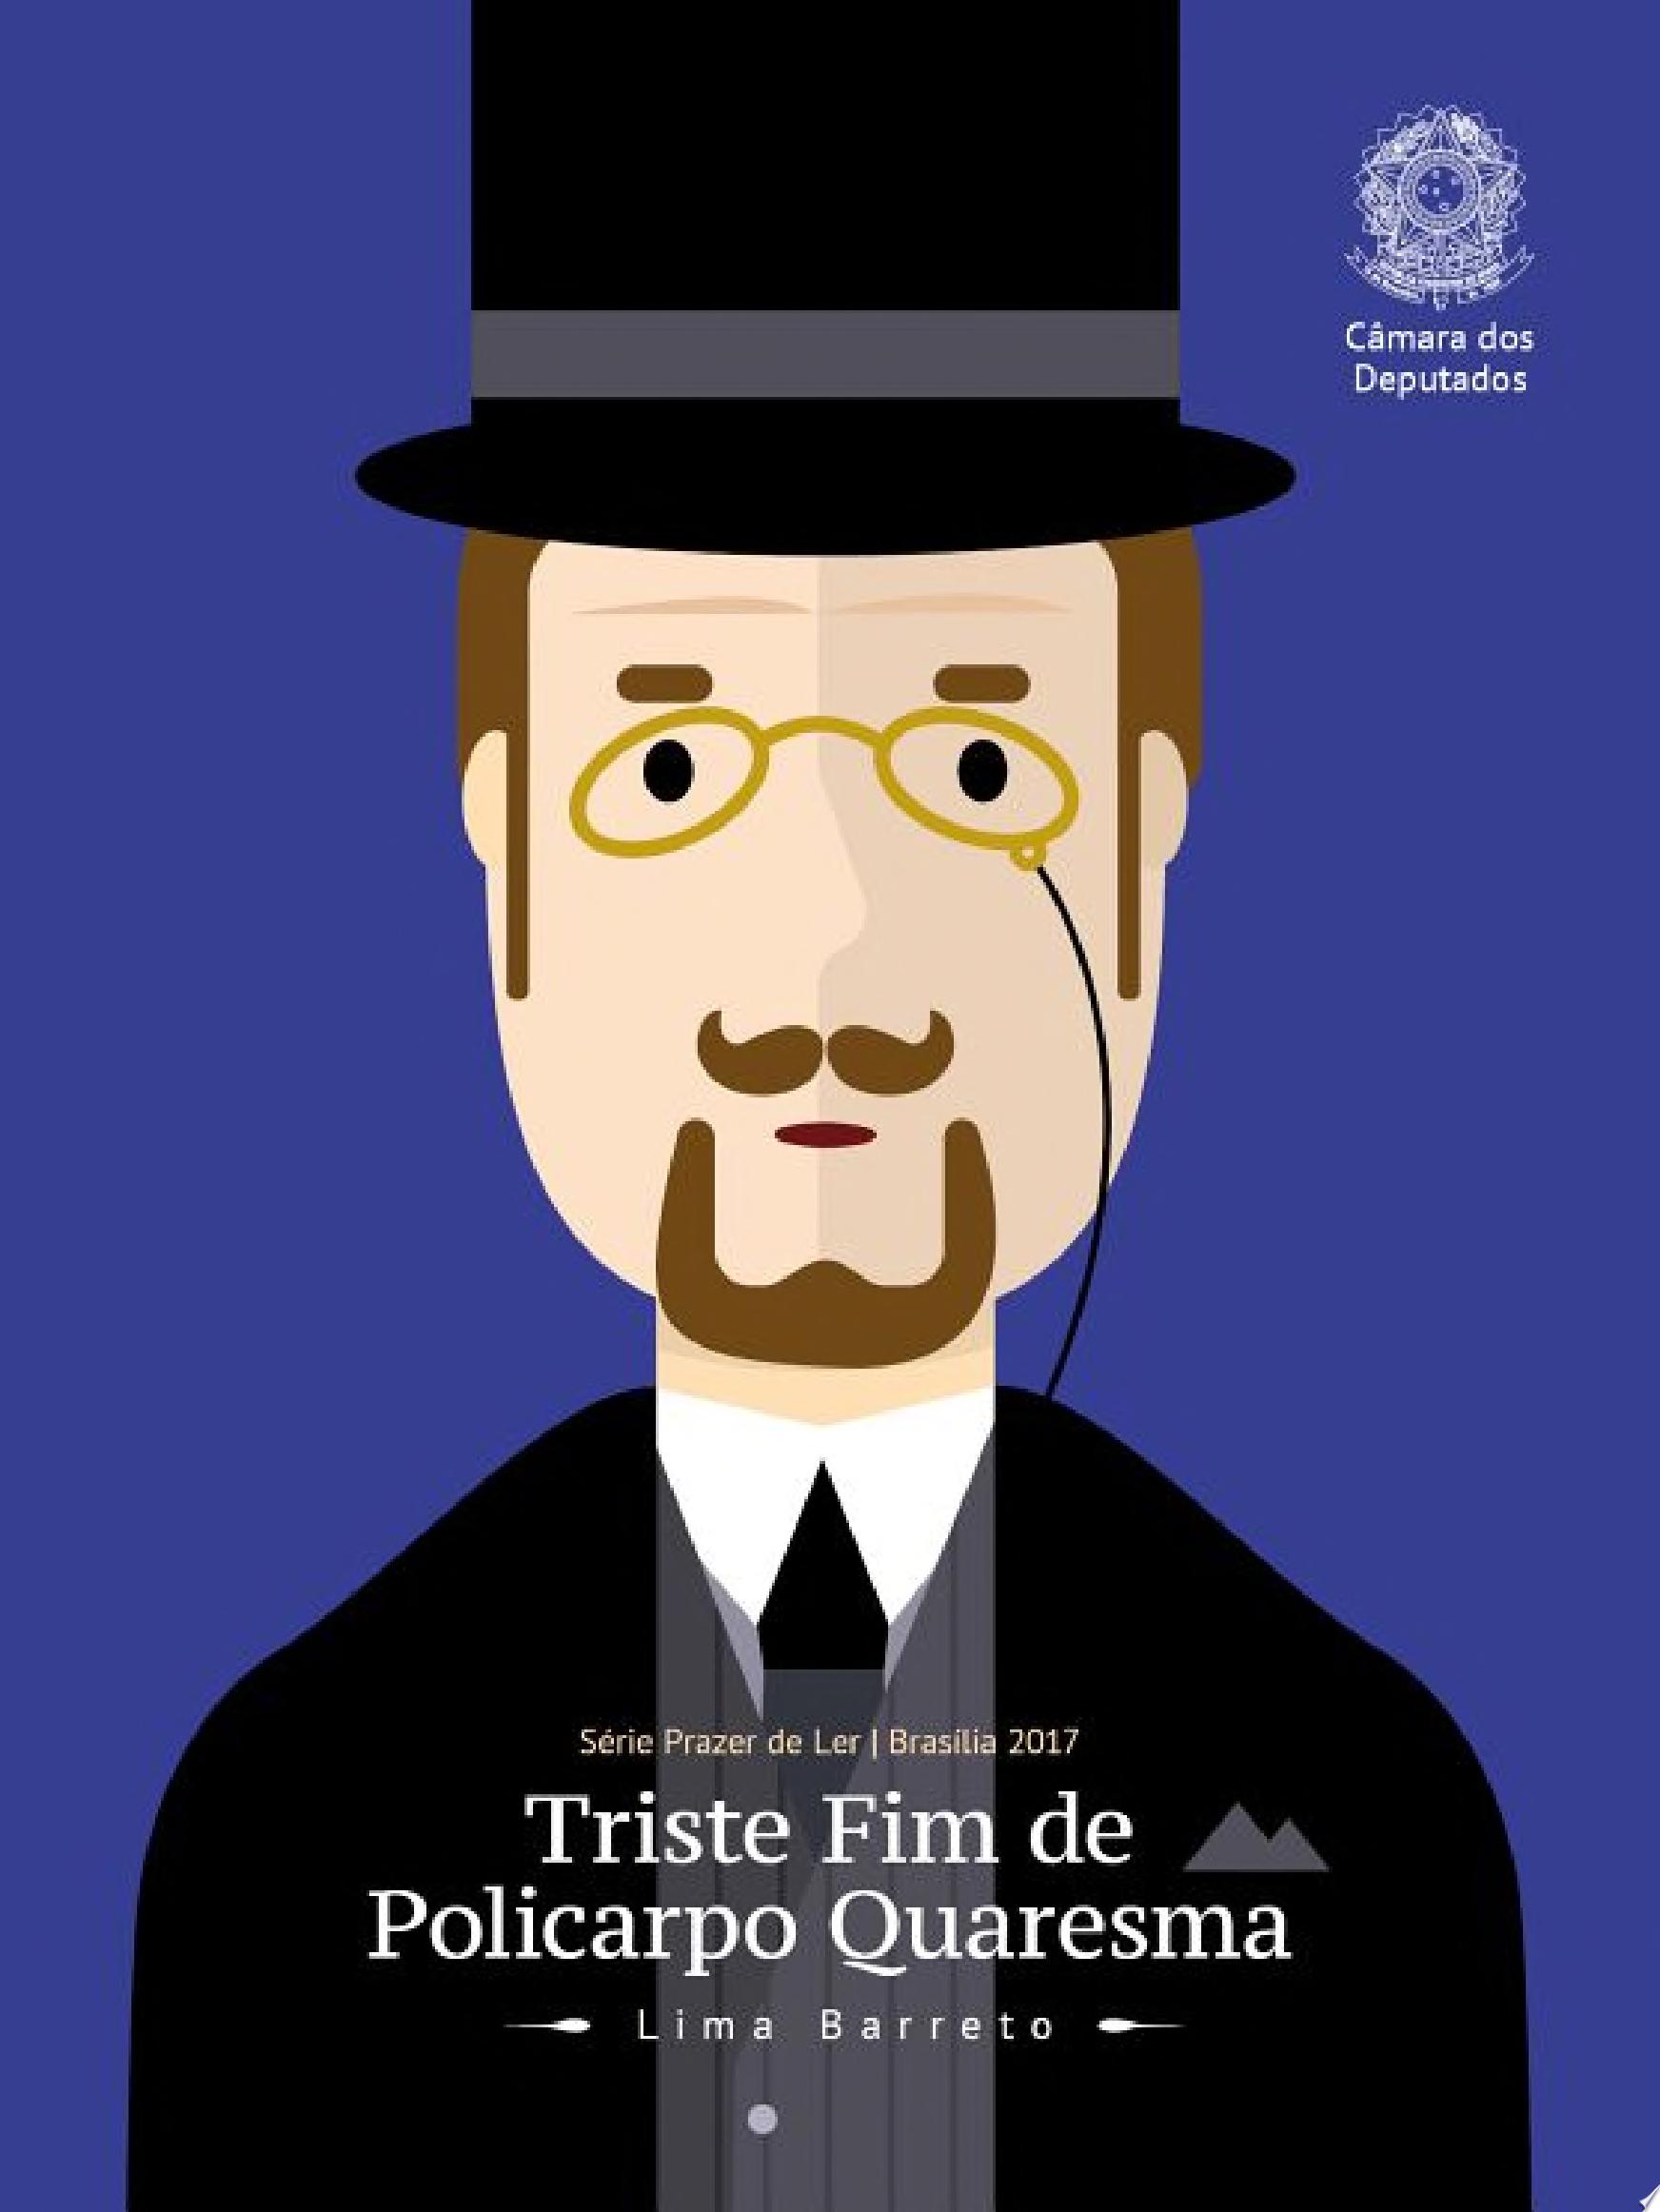 Câmara dos
Deputados
Série Prazer de Ler | Brasília 2017
Triste Fim de
Policarpo Quaresma
Lima Barreto